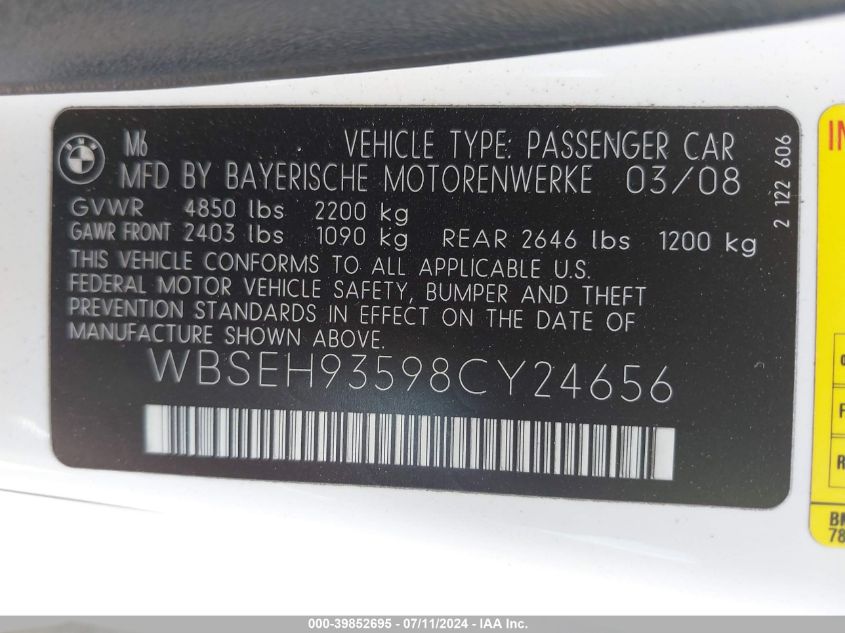 BMW
M6 VEHICLE TYPE: PASSENGER CAR
MFD BY BAYERISCHE MOTORENWERKE 03/08
GVWR 4850 lbs 2200 kg
GAWR FRONT 2403 lbs 1090 kg REAR 2646 lbs 1200 kg
THIS VEHICLE CONFORMS TO ALL APPLICABLE U.S.
FEDERAL MOTOR VEHICLE SAFETY, BUMPER AND THEFT
PREVENTION STANDARDS IN EFFECT ON THE DATE OF
MANUFACTURE SHOWN ABOVE.
WBSEH93598CY24656
2 122 606
000-39852695 - 07/11/2024 - IAA Inc.